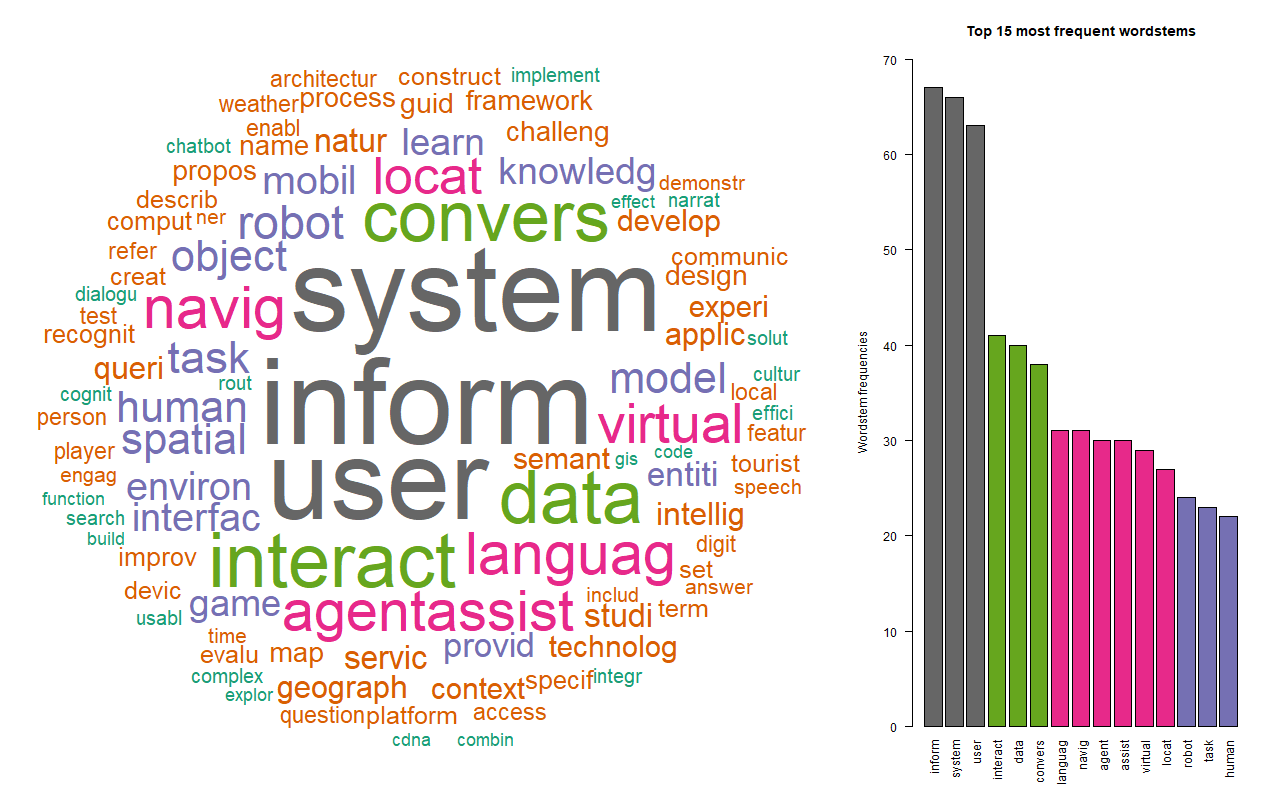 architectur construct implement
weather process guid framework
enabl
chatbot name natur learn challeng
propos mobil locat knowledg demonstr
describ effect narrat
comput ner robot convers develop
refer object system communic
creat design
dialogu navig experi
test
recognit applic solut
queri task model cultur
rout
cognit human inform local
person virtual effici
spatial featur
player semant gis code
engag user entiti tourist
environ data speech
function
search interfac intellig
build
improv interact languag digit
set
devic includ answer
usabl game agent assist studi term
time
evalu map servic provid technolog
complex
explor geograph context specif integr
question platform access
cdna combin
Top 15 most frequent wordstems
Wordstem frequencies
70
60
50
40
30
20
10
0
inform
system
user
interact
data
convers
languag
navig
agent
assist
virtual
locat
robot
task
human